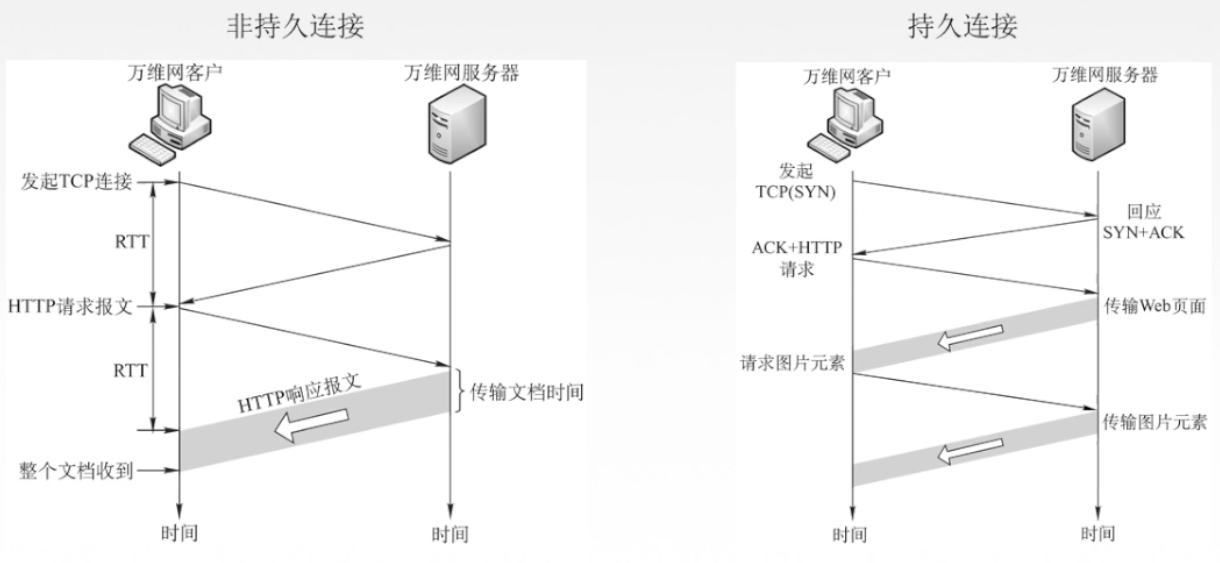 非持久连接
万维网客户
万维网服务器
发起TCP连接
RTT
HTTP请求报文
RTT
HTTP响应报文
传输文档时间
整个文档收到
时间
时间
持久连接
万维网客户
万维网服务器
发起
TCP(SYN)
回应
SYN+ACK
ACK+HTTP
请求
传输Web页面
请求图片元素
传输图片元素
时间
时间